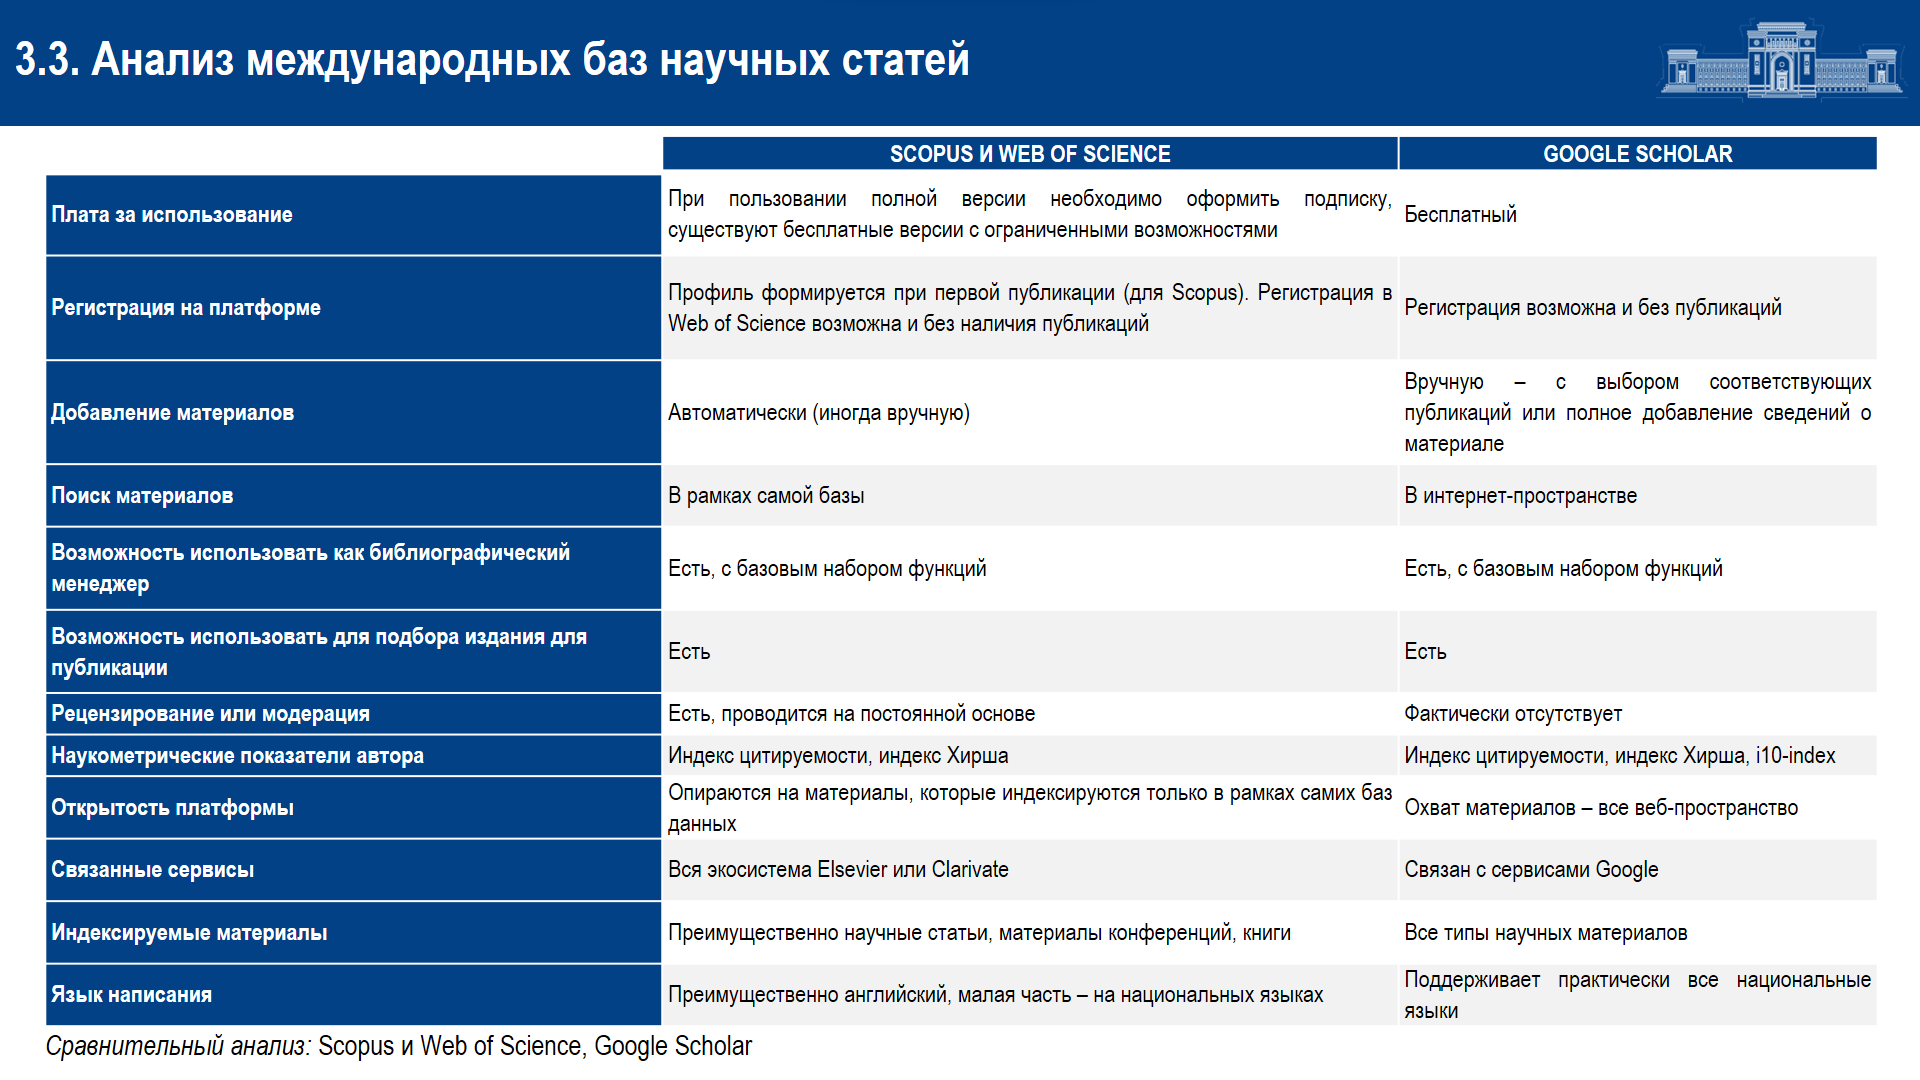 3.3. Анализ международных баз научных статей
SCOPUS И WEB OF SCIENCE
GOOGLE SCHOLAR
Плата за использование
При пользовании полной версии необходимо оформить подписку,
существуют бесплатные версии с ограниченными возможностями
Бесплатный
Регистрация на платформе
Профиль формируется при первой публикации (для Scopus). Регистрация в
Web of Science возможна и без наличия публикаций
Регистрация возможна и без публикаций
Добавление материалов
Автоматически (иногда вручную)
Вручную – с выбором соответствующих
публикаций или полное добавление сведений о
материале
Поиск материалов
В рамках самой базы
В интернет-пространстве
Возможность использовать как библиографический
менеджер
Есть, с базовым набором функций
Есть, с базовым набором функций
Возможность использовать для подбора издания для
публикации
Есть
Есть
Рецензирование или модерация
Есть, проводится на постоянной основе
Фактически отсутствует
Наукометрические показатели автора
Индекс цитируемости, индекс Хирша
Индекс цитируемости, индекс Хирша, i10-index
Открытость платформы
Опираются на материалы, которые индексируются только в рамках самих баз
данных
Охват материалов – все веб-пространство
Связанные сервисы
Вся экосистема Elsevier или Clarivate
Связан с сервисами Google
Индексируемые материалы
Преимущественно научные статьи, материалы конференций, книги
Все типы научных материалов
Язык написания
Преимущественно английский, малая часть – на национальных языках
Поддерживает практически все национальные
языки
Сравнительный анализ: Scopus и Web of Science, Google Scholar